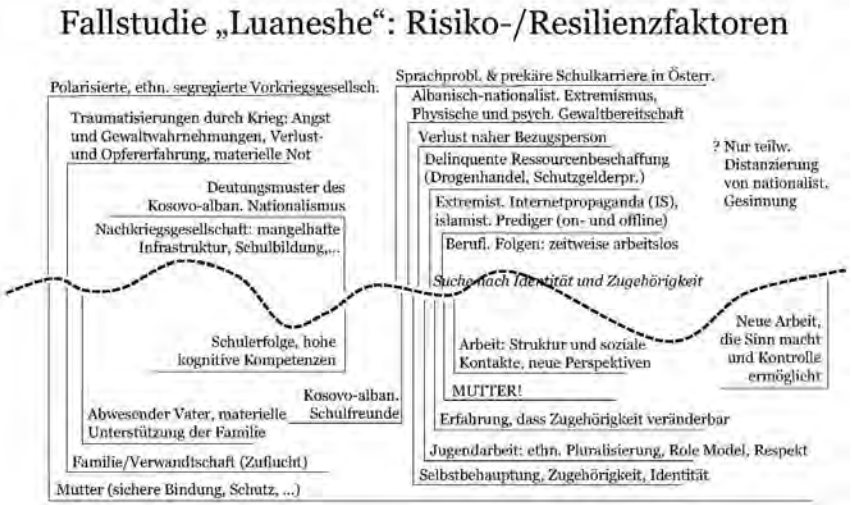 Fallstudie „Luaneshe“: Risiko-/Resilienzfaktoren
Polarisierte, ethn. segregierte Vorkriegsgesellsch.
Traumatisierungen durch Krieg: Angst
und Gewaltwahrnehmungen, Verlust-
und Opfererfahrung, materielle Not
Deutungsmuster des
Kosovo-alban. Nationalismus
Nachkriegsgesellschaft: mangelhafte
Infrastruktur, Schulbildung,...
Sprachprobl. & prekäre Schulkarriere in Österr.
Albanisch-nationalist. Extremismus,
Physische und psych. Gewaltbereitschaft
Verlust naher Bezugsperson
Delinquente Ressourcenbeschaffung
(Drogenhandel, Schutzgelderpr.)
Extremist. Internetpropaganda (IS),
islamist. Prediger (on- und offline)
Berufl. Folgen: zeitweise arbeitslos
? Nur teilw.
Distanzierung
von nationalist.
Gesinnung
Suche nach Identität und Zugehörigkeit
Schulerfolge, hohe
kognitive Kompetenzen
Kosovo-alban.
Schulfreunde
Abwesender Vater, materielle
Unterstützung der Familie
Familie/Verwandtschaft (Zuflucht)
Mutter (sichere Bindung, Schutz, ...)
Arbeit: Struktur und soziale
Kontakte, neue Perspektiven
MUTTER!
Erfahrung, dass Zugehörigkeit veränderbar
Jugendarbeit: ethn. Pluralisierung, Role Model, Respekt
Selbstbehauptung, Zugehörigkeit, Identität
Neue Arbeit,
die Sinn macht
und Kontrolle
ermöglicht